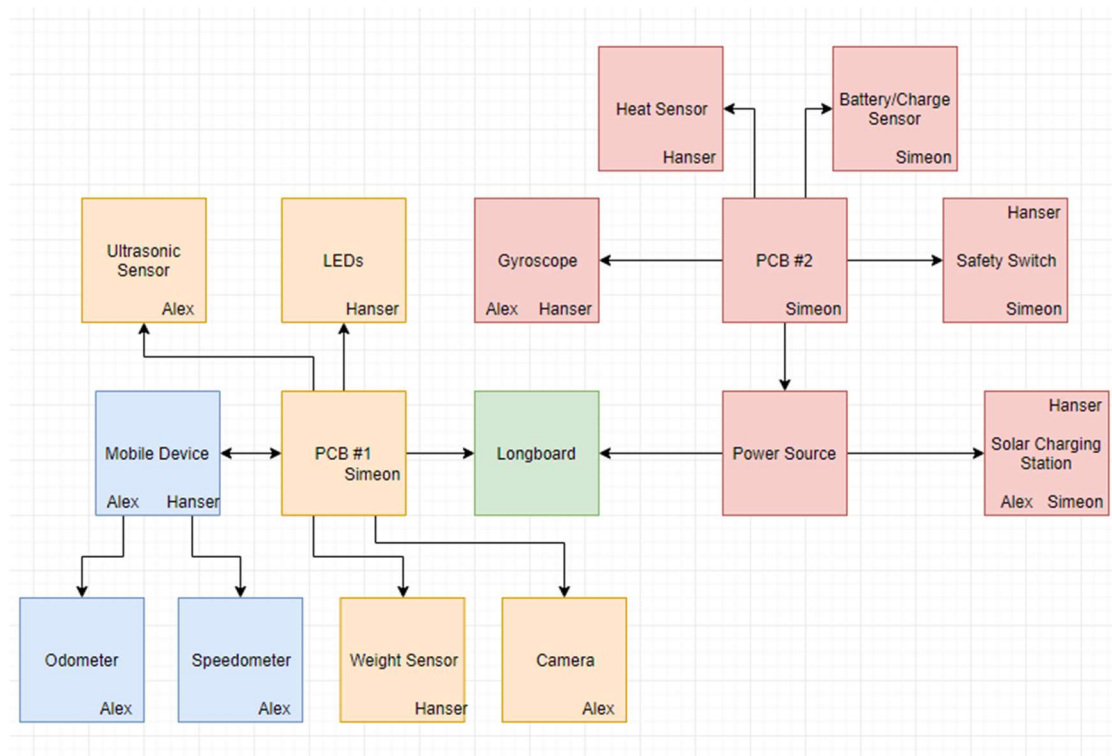 Heat Sensor
Hanser
Battery/Charge
Sensor
Simeon
Ultrasonic
Sensor
Alex
LEDs
Hanser
Gyroscope
Alex Hanser
PCB #2
Simeon
Hanser
Safety Switch
Simeon
Mobile Device
Alex Hanser
PCB #1
Simeon
Longboard
Power Source
Hanser
Solar Charging
Station
Alex Simeon
Odometer
Alex
Speedometer
Alex
Weight Sensor
Hanser
Camera
Alex